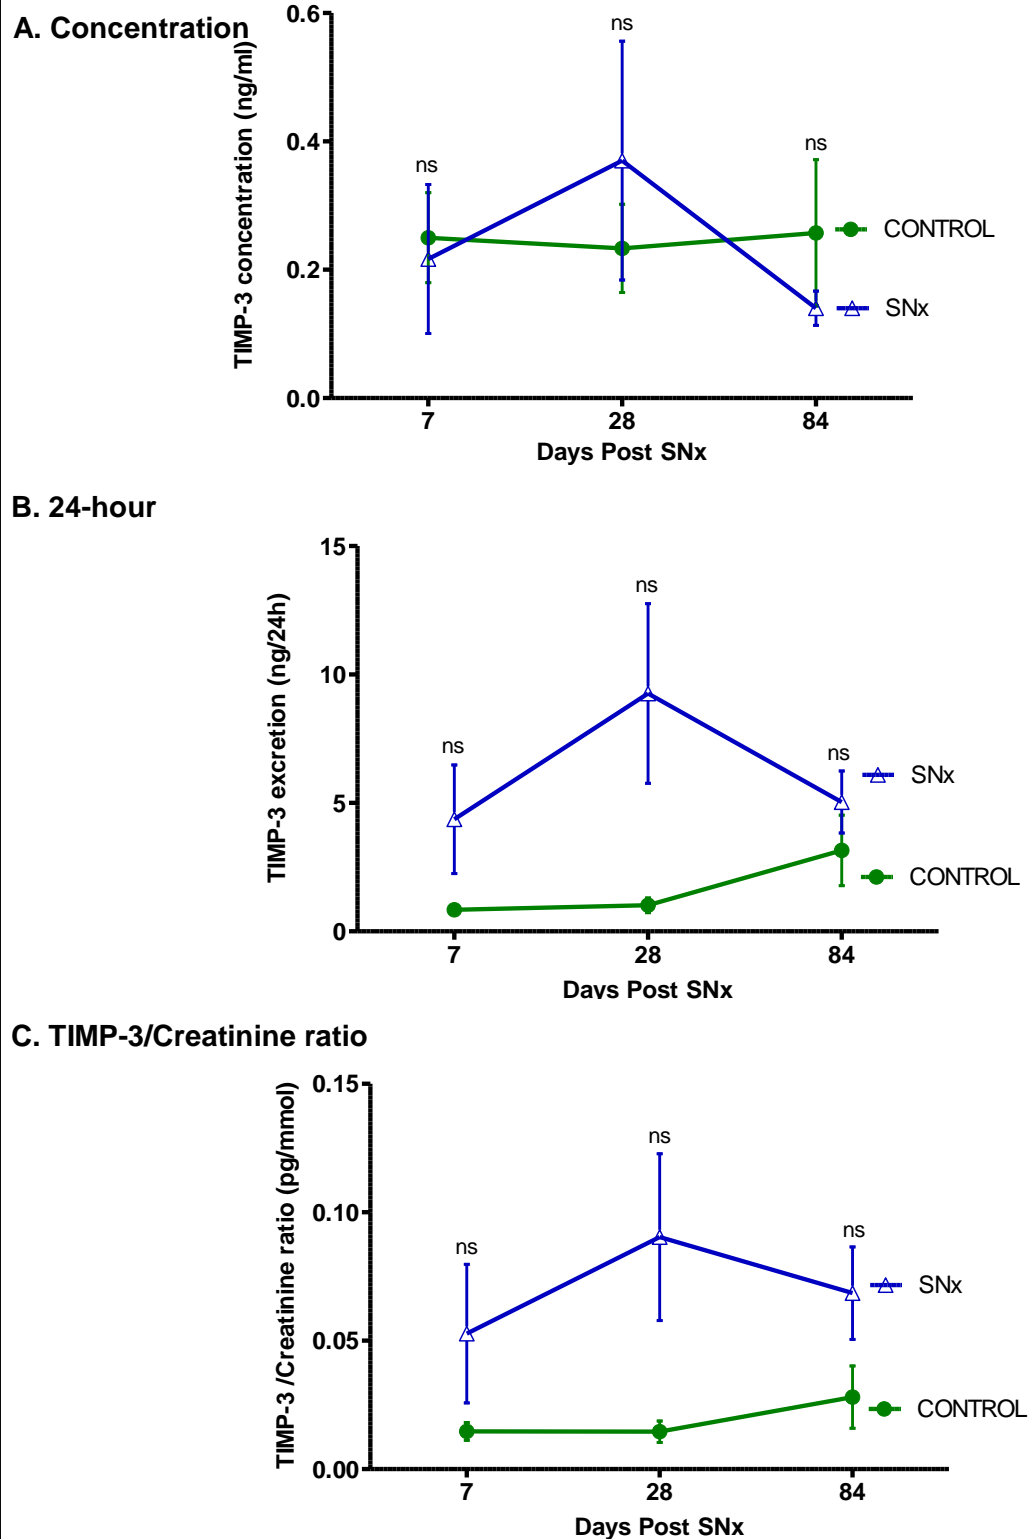 A. Concentration
TIMP-3 concentration (ng/ml)
0.6
0.4
0.2
0.0
ns
ns
ns
CONTROL
SNx
7
28
84
Days Post SNx
B. 24-hour
TIMP-3 excretion (ng/24h)
15
10
5
0
ns
ns
ns
SNx
CONTROL
7
28
84
Days Post SNx
C. TIMP-3/Creatinine ratio
TIMP-3 /Creatinine ratio (pg/mmol)
0.15
0.10
0.05
0.00
ns
ns
ns
SNx
CONTROL
7
28
84
Days Post SNx